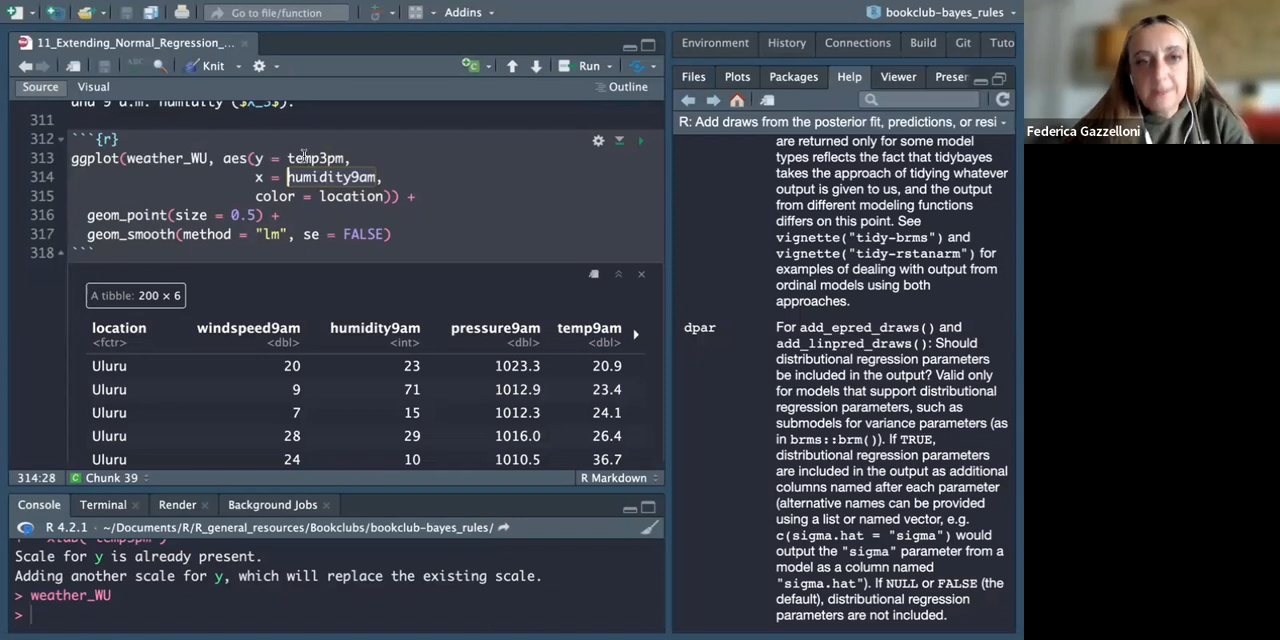 Go to file/function
Addins
bookclub-bayes_rules
11_Extending_Normal_Regression_...
Knit
Run
Source
Visual
Outline
and 9 a.m. humidity ($X_3$).
311
312 ```{r}
313 ggplot(weather_WU, aes(y = temp3pm,
314 x = humidity9am,
315 color = location)) +
316 geom_point(size = 0.5) +
317 geom_smooth(method = "lm", se = FALSE)
318 ```
A tibble: 200 × 6
location windspeed9am humidity9am pressure9am temp9am
<fctr> <dbl> <int> <dbl> <dbl>
Uluru 20 23 1023.3 20.9
Uluru 9 71 1012.9 23.4
Uluru 7 15 1012.3 24.1
Uluru 28 29 1016.0 26.4
Uluru 24 10 1010.5 36.7
314:28 Chunk 39 R Markdown
Console Terminal Render Background Jobs
R 4.2.1 · ~/Documents/R/R_general_resources/Bookclubs/bookclub-bayes_rules/
Scale for y is already present.
Adding another scale for y, which will replace the existing scale.
> weather_WU
>
Environment History Connections Build Git Tuto
Files Plots Packages Help Viewer Preser
R: Add draws from the posterior fit, predictions, or resi
are returned only for some model
types reflects the fact that tidybayes
takes the approach of tidying whatever
output is given to us, and the output
from different modeling functions
differs on this point. See
vignette("tidy-brms") and
vignette("tidy-rstanarm") for
examples of dealing with output from
ordinal models using both
approaches.
dpar For add_epred_draws() and
add_linpred_draws(): Should
distributional regression parameters
be included in the output? Valid only
for models that support distributional
regression parameters, such as
submodels for variance parameters (as
in brms::brm()). If TRUE,
distributional regression parameters
are included in the output as additional
columns named after each parameter
(alternative names can be provided
using a list or named vector, e.g.
c(sigma.hat = "sigma") would
output the "sigma" parameter from a
model as a column named
"sigma.hat"). If NULL or FALSE (the
default), distributional regression
parameters are not included.
Federica Gazzelloni